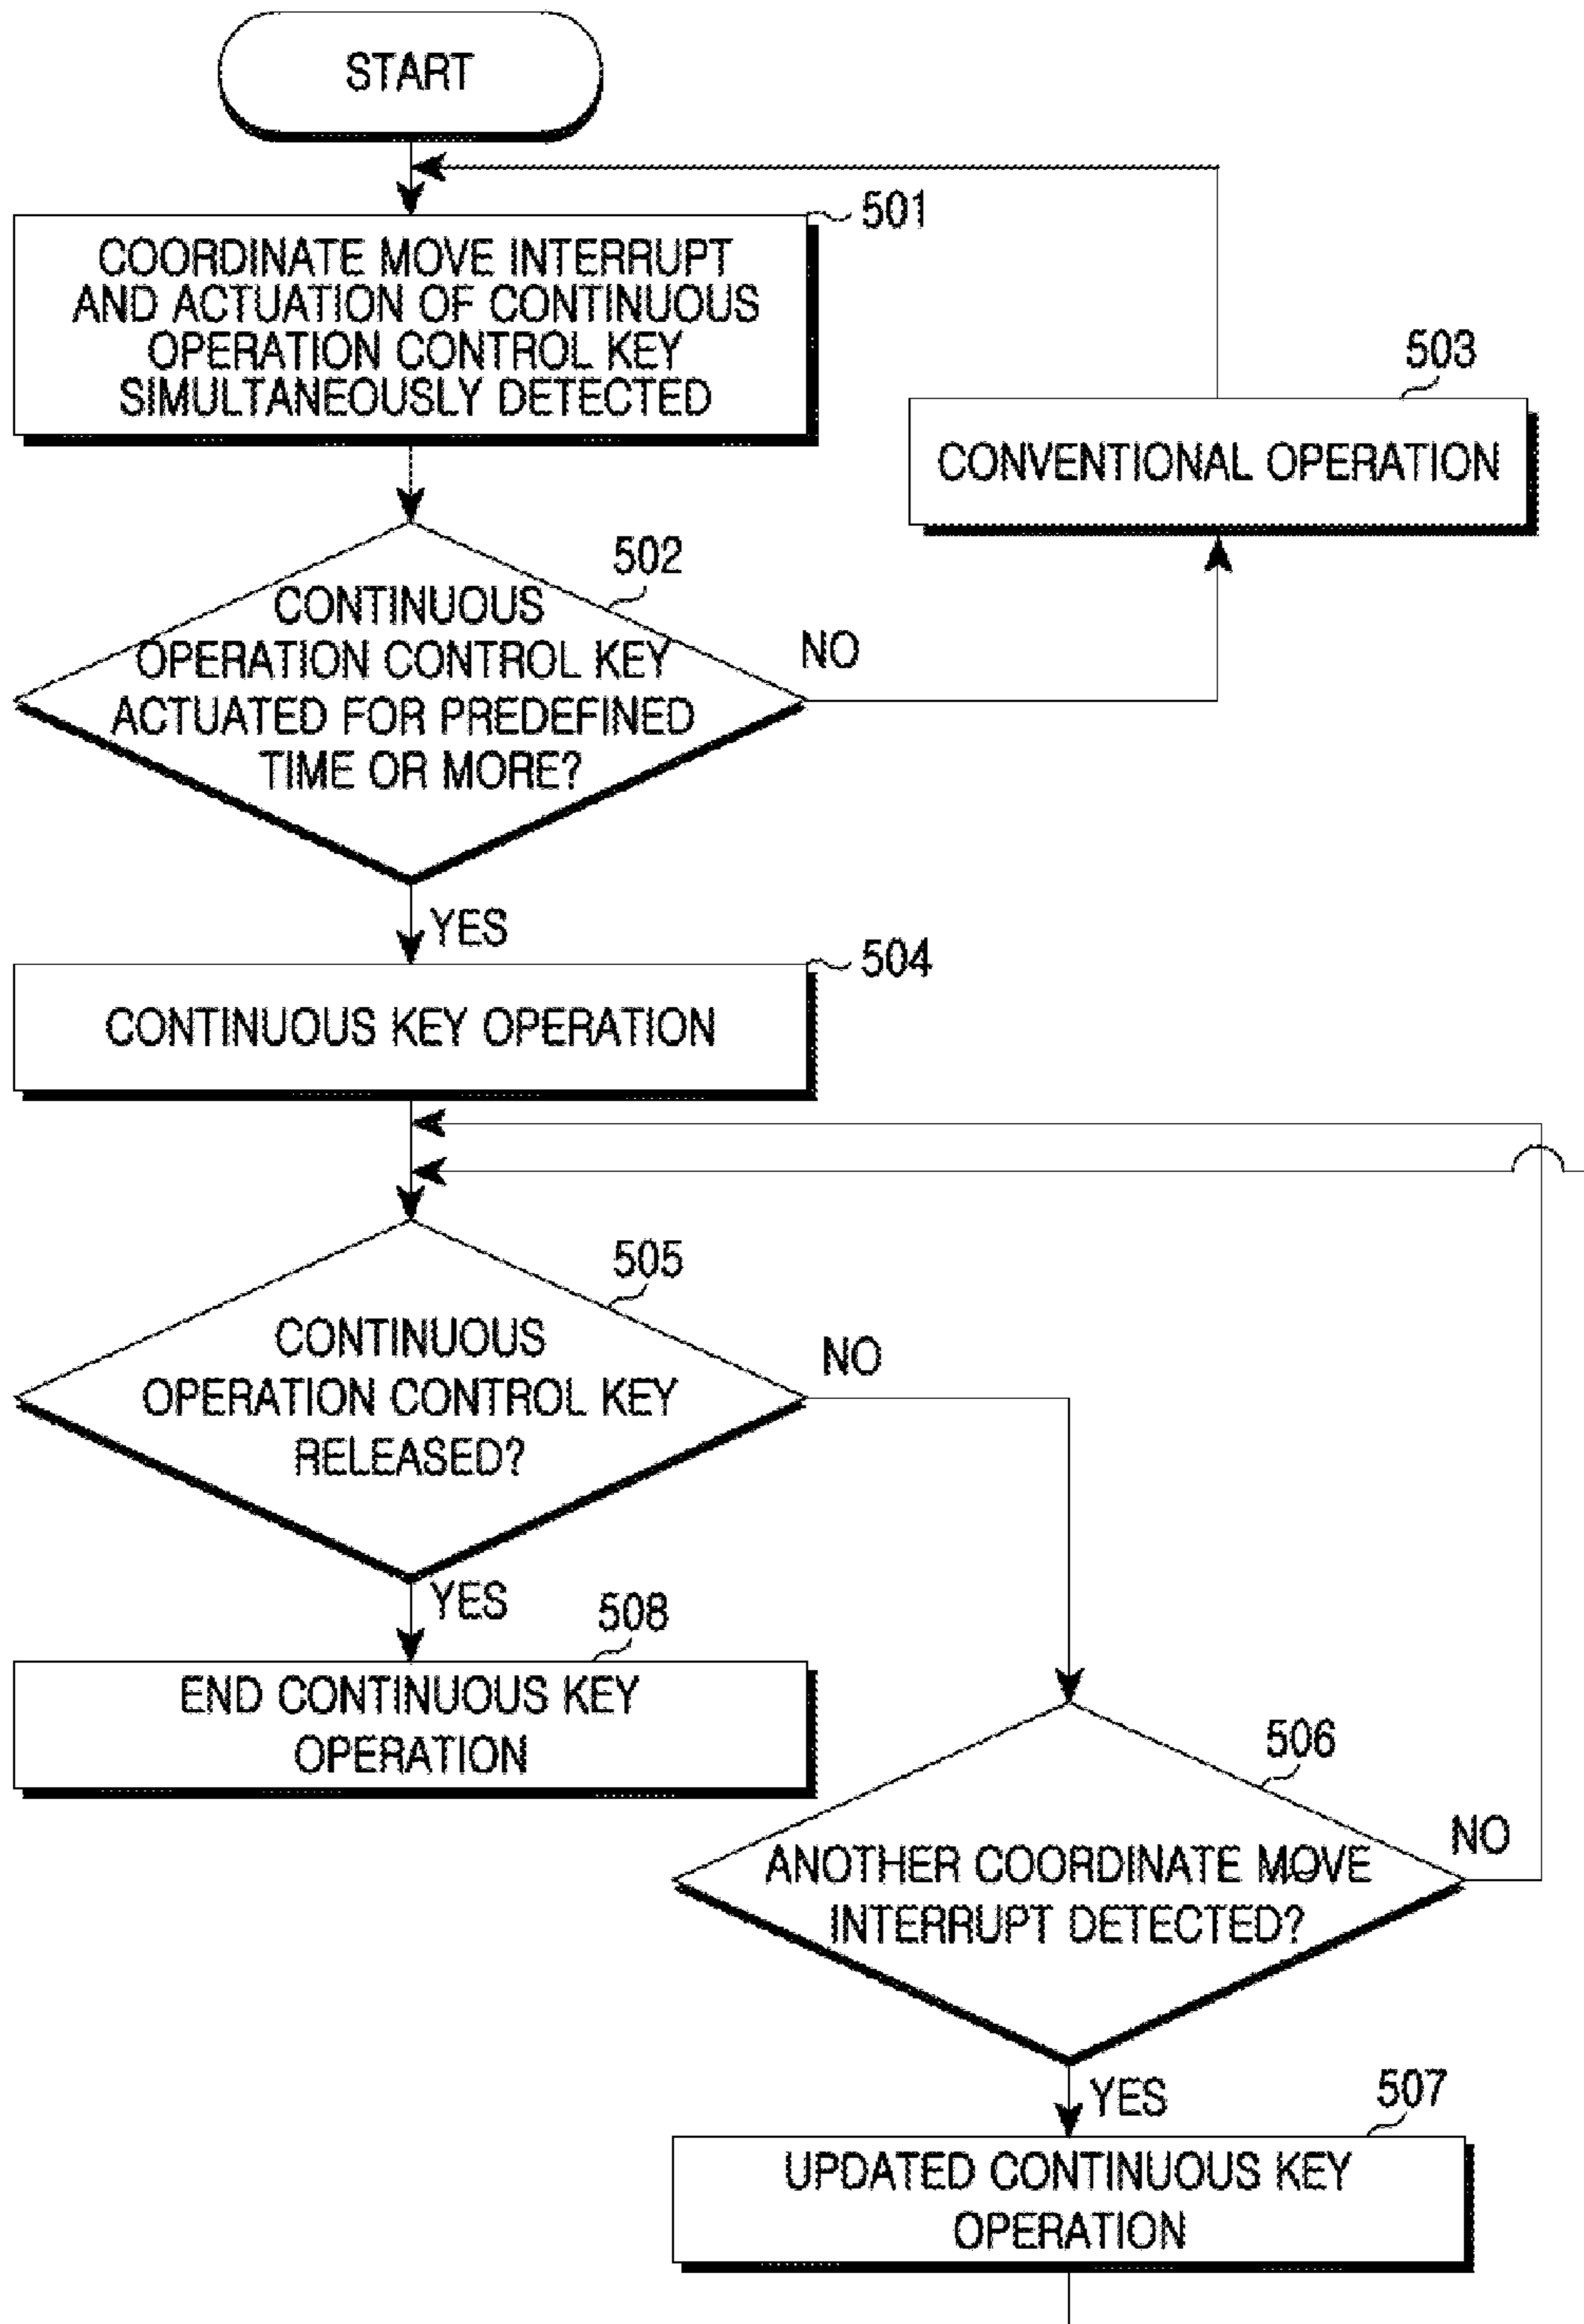 START
501
COORDINATE MOVE INTERRUPT
AND ACTUATION OF CONTINUOUS
OPERATION CONTROL KEY
SIMULTANEOUSLY DETECTED
503
CONVENTIONAL OPERATION
502
CONTINUOUS
OPERATION CONTROL KEY
ACTUATED FOR PREDEFINED
TIME OR MORE?
NO
YES
504
CONTINUOUS KEY OPERATION
505
CONTINUOUS
OPERATION CONTROL KEY
RELEASED?
NO
YES
508
END CONTINUOUS KEY
OPERATION
506
ANOTHER COORDINATE MOVE
INTERRUPT DETECTED?
NO
YES
507
UPDATED CONTINUOUS KEY
OPERATION